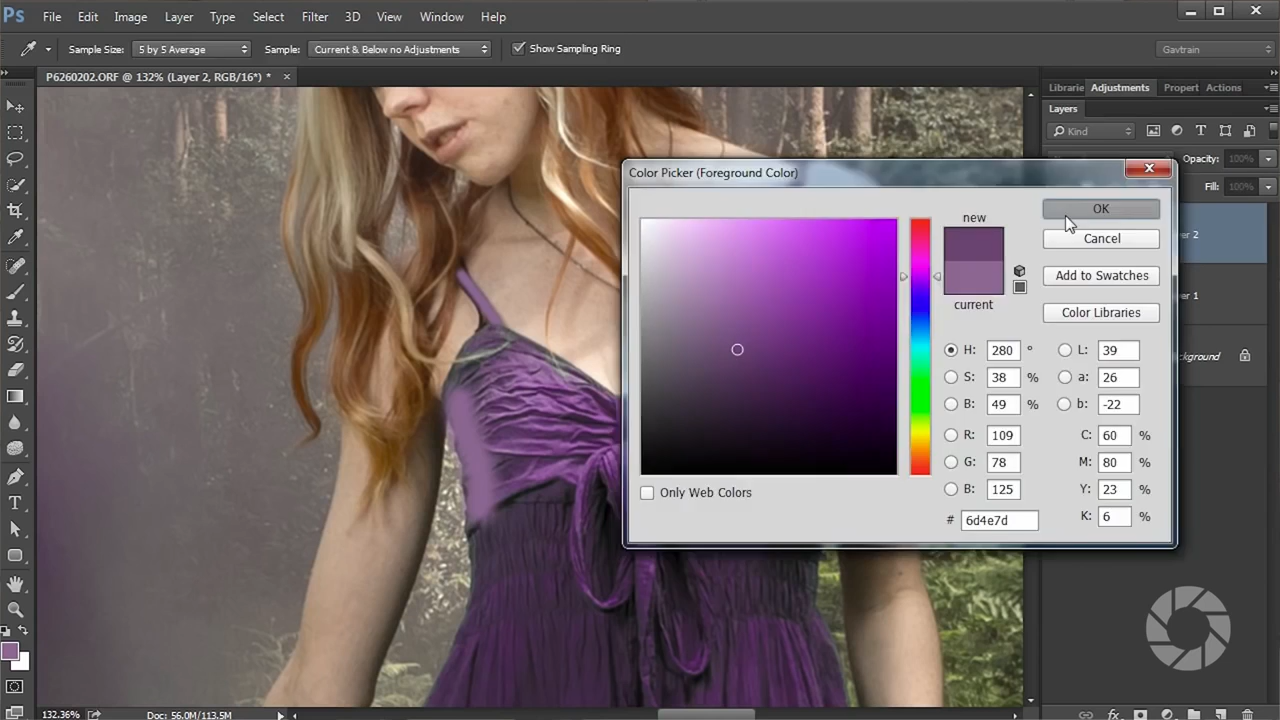 Ps File Edit Image Layer Type Select Filter 3D View Window Help
Sample Size: 5 by 5 Average Sample: Current & Below no Adjustments Show Sampling Ring Gavtrain
P6260202.ORF @ 132% (Layer 2, RGB/16*) * ×
Librarie Adjustments Propert Actions
Layers
Kind T
Opacity: 100%
Fill: 100%
er 2
er 1
ckground
Color Picker (Foreground Color)
new
current
OK
Cancel
Add to Swatches
Color Libraries
H: 280 ° L: 39
S: 38 % a: 26
B: 49 % b: -22
R: 109 C: 60 %
G: 78 M: 80 %
B: 125 Y: 23 %
# 6d4e7d K: 6 %
Only Web Colors
T
132.36% Doc: 56.0M/113.5M
fx